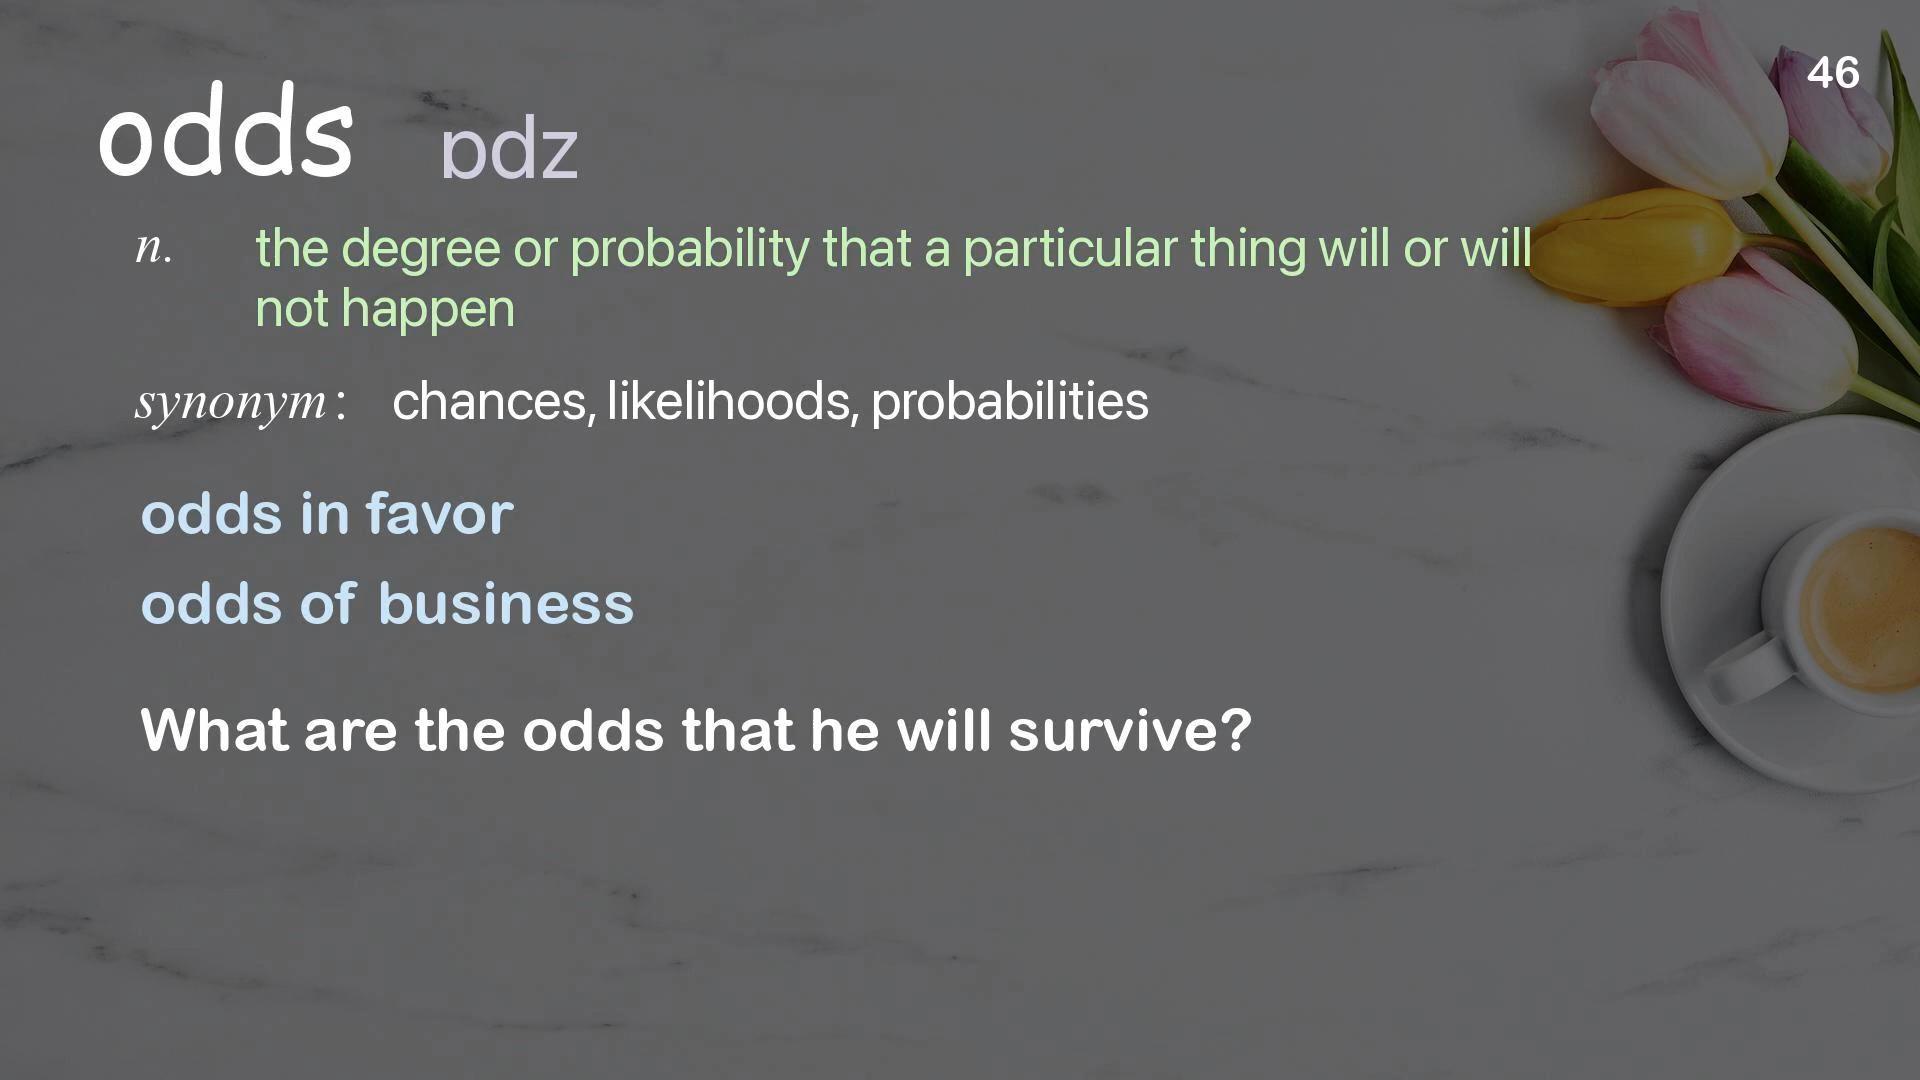 46
odds ɒdz
n. the degree or probability that a particular thing will or will
not happen
synonym : chances, likelihoods, probabilities
odds in favor
odds of business
What are the odds that he will survive?